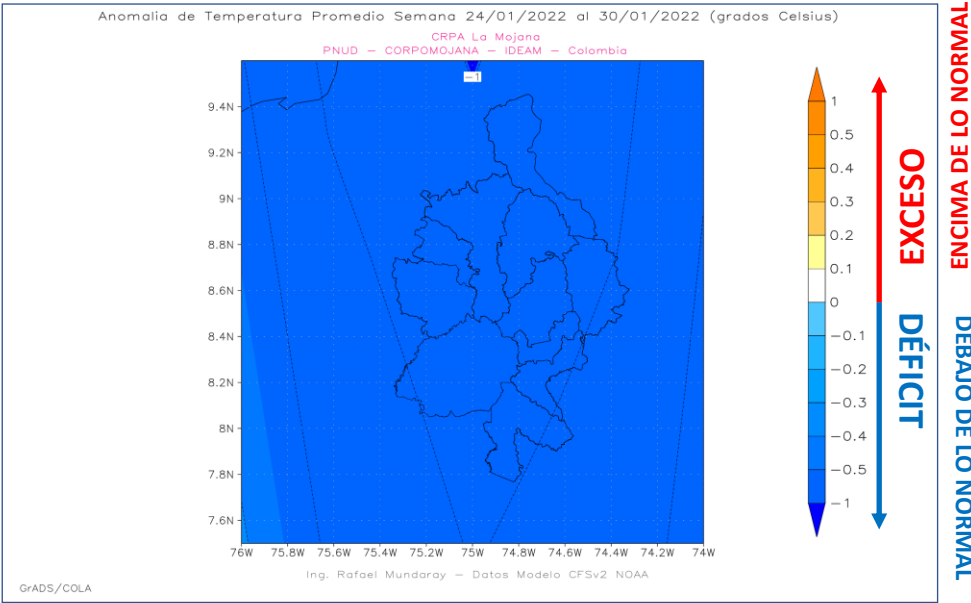 Anomalia de Temperatura Promedio Semana 24/01/2022 al 30/01/2022 (grados Celsius)
CRPA La Mojana
PNUD – CORPOMOJANA – IDEAM – Colombia
−1
9.4N
9.2N
9N
8.8N
8.6N
8.4N
8.2N
8N
7.8N
7.6N
76W 75.8W 75.6W 75.4W 75.2W 75W 74.8W 74.6W 74.4W 74.2W 74W
1
0.5
0.4
0.3
0.2
0.1
0
−0.1
−0.2
−0.3
−0.4
−0.5
−1
EXCESO
DÉFICIT
ENCIMA DE LO NORMAL
DEBAJO DE LO NORMAL
Ing. Rafael Mundaray – Datos Modelo CFSv2 NOAA
GrADS/COLA